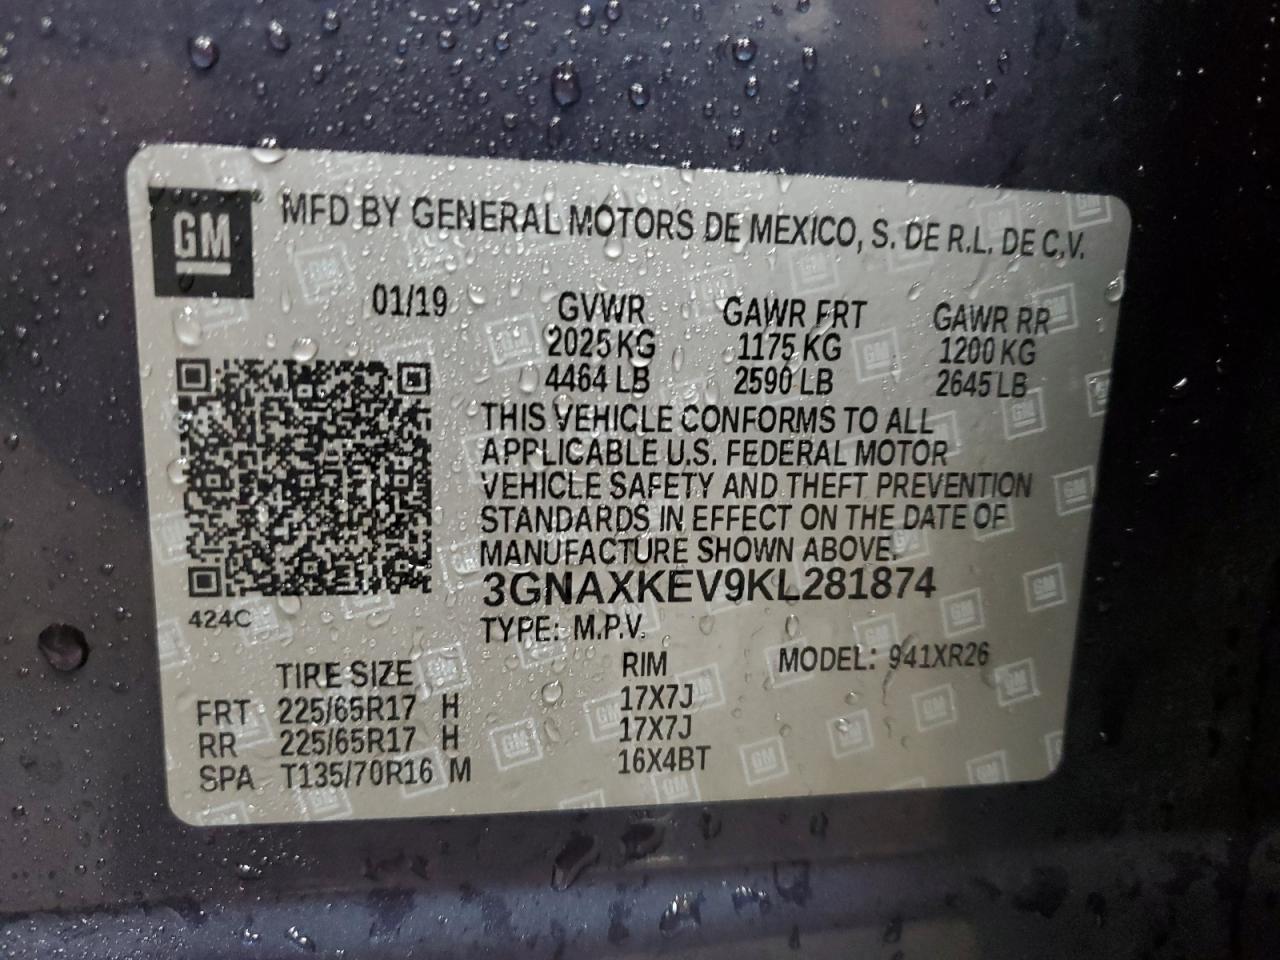 GM
MFD BY GENERAL MOTORS DE MEXICO, S. DE R.L. DE C.V.
01/19 GVWR GAWR FRT GAWR RR
2025 KG 1175 KG 1200 KG
4464 LB 2590 LB 2645 LB
THIS VEHICLE CONFORMS TO ALL
APPLICABLE U.S. FEDERAL MOTOR
VEHICLE SAFETY AND THEFT PREVENTION
STANDARDS IN EFFECT ON THE DATE OF
MANUFACTURE SHOWN ABOVE.
3GNAXKEV9KL281874
424C
TYPE: M.P.V.
TIRE SIZE RIM MODEL: 941XR26
FRT 225/65R17 H 17X7J
RR 225/65R17 H 17X7J
SPA T135/70R16 M 16X4BT